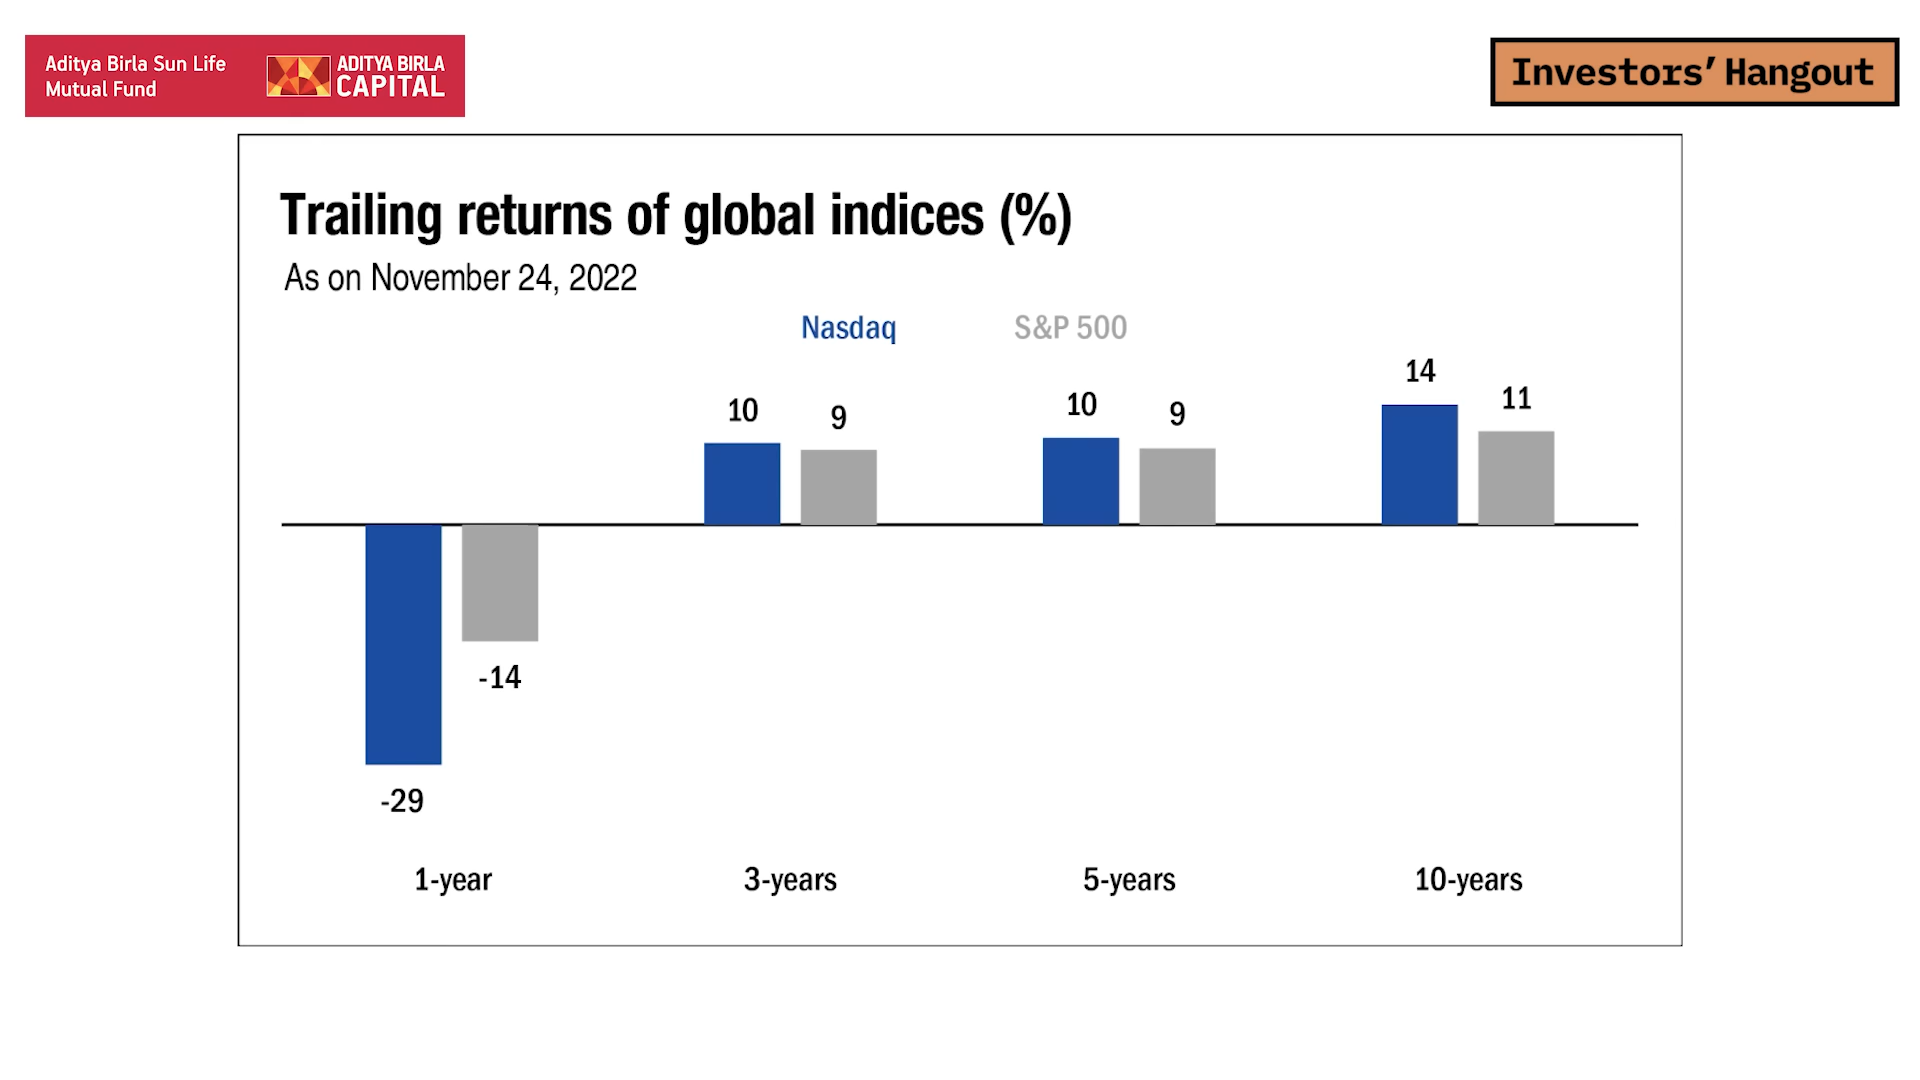 Aditya Birla Sun Life
Mutual Fund
ADITYA BIRLA
CAPITAL
Investors’ Hangout
Trailing returns of global indices (%)
As on November 24, 2022
Nasdaq S&P 500
10 9 10 9 14 11
-29 -14
1-year 3-years 5-years 10-years